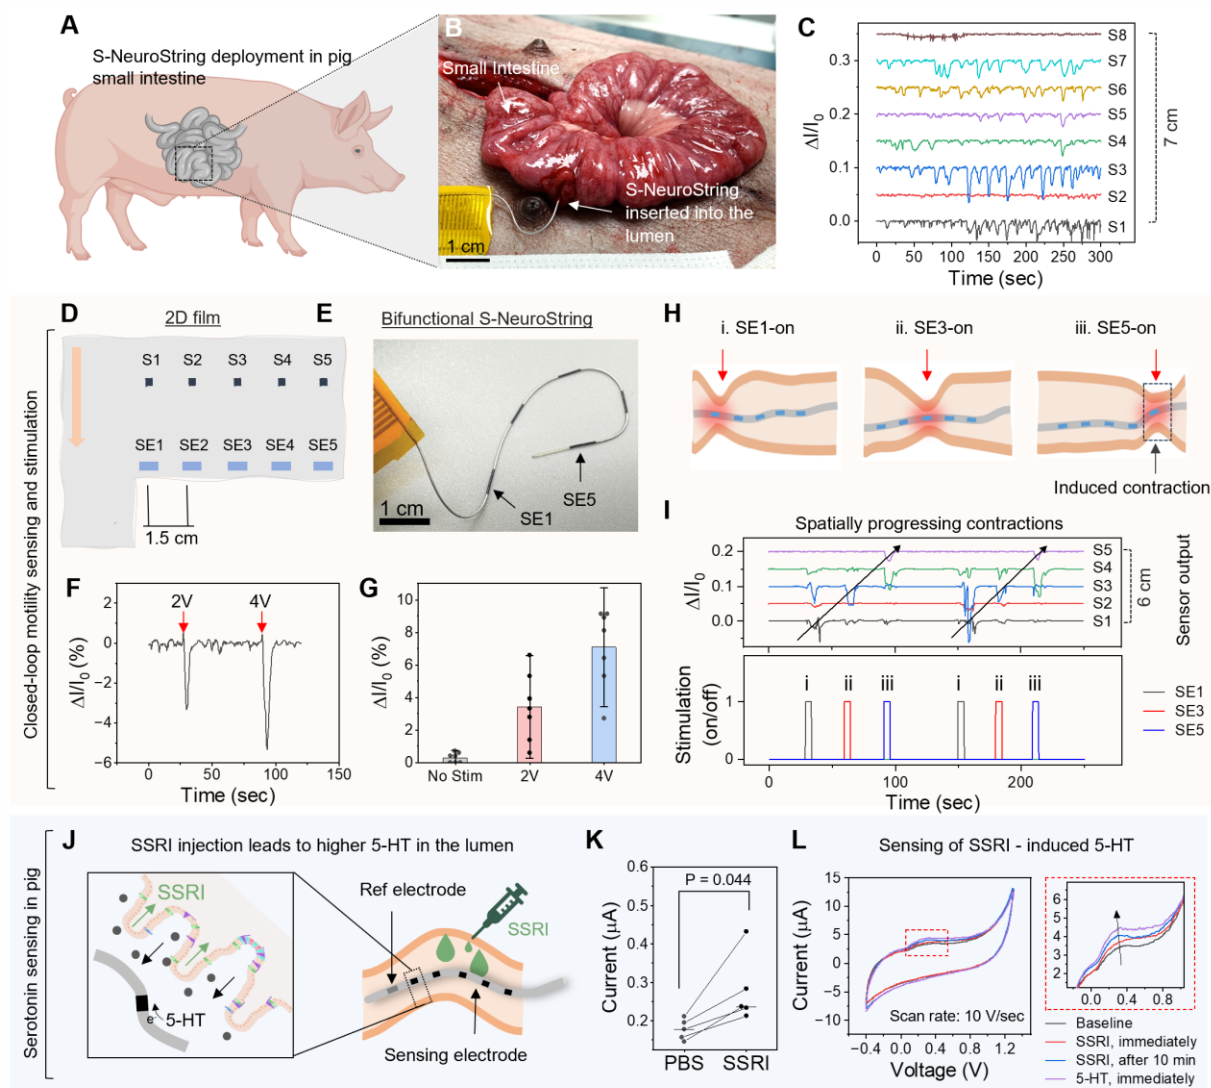 A
S-NeuroString deployment in pig
small intestine
B
Small Intestine
S-NeuroString
inserted into the
lumen
1 cm
C
ΔI/I0
0.3
0.2
0.1
0.0
S8
S7
S6
S5
S4
S3
S2
S1
7 cm
0 50 100 150 200 250 300
Time (sec)
Closed-loop motility sensing and stimulation
D
2D film
S1 S2 S3 S4 S5
SE1 SE2 SE3 SE4 SE5
1.5 cm
E
Bifunctional S-NeuroString
SE5
SE1
1 cm
F
ΔI/I0 (%)
2
0
−2
−4
−6
2V
4V
0 50 100 150
Time (sec)
G
ΔI/I0 (%)
10
8
6
4
2
0
No Stim 2V 4V
H
i. SE1-on
ii. SE3-on
iii. SE5-on
Induced contraction
I
Spatially progressing contractions
ΔI/I0
0.2
0.1
0.0
S5
S4
S3
S2
S1
6 cm
Sensor output
Stimulation
(on/off)
1
0
i ii iii i ii iii
SE1
SE3
SE5
0 100 200
Time (sec)
Serotonin sensing in pig
J
SSRI injection leads to higher 5-HT in the lumen
SSRI
e-
5-HT
Ref electrode
SSRI
Sensing electrode
K
Current (μA)
0.6
0.5
0.4
0.3
0.2
P = 0.044
PBS SSRI
L
Sensing of SSRI - induced 5-HT
Current (μA)
15
10
5
0
−5
−10
Scan rate: 10 V/sec
−0.4 0.0 0.4 0.8 1.3
Voltage (V)
6
5
4
3
2
0.0 0.4 1.0
Baseline
SSRI, immediately
SSRI, after 10 min
5-HT, immediately